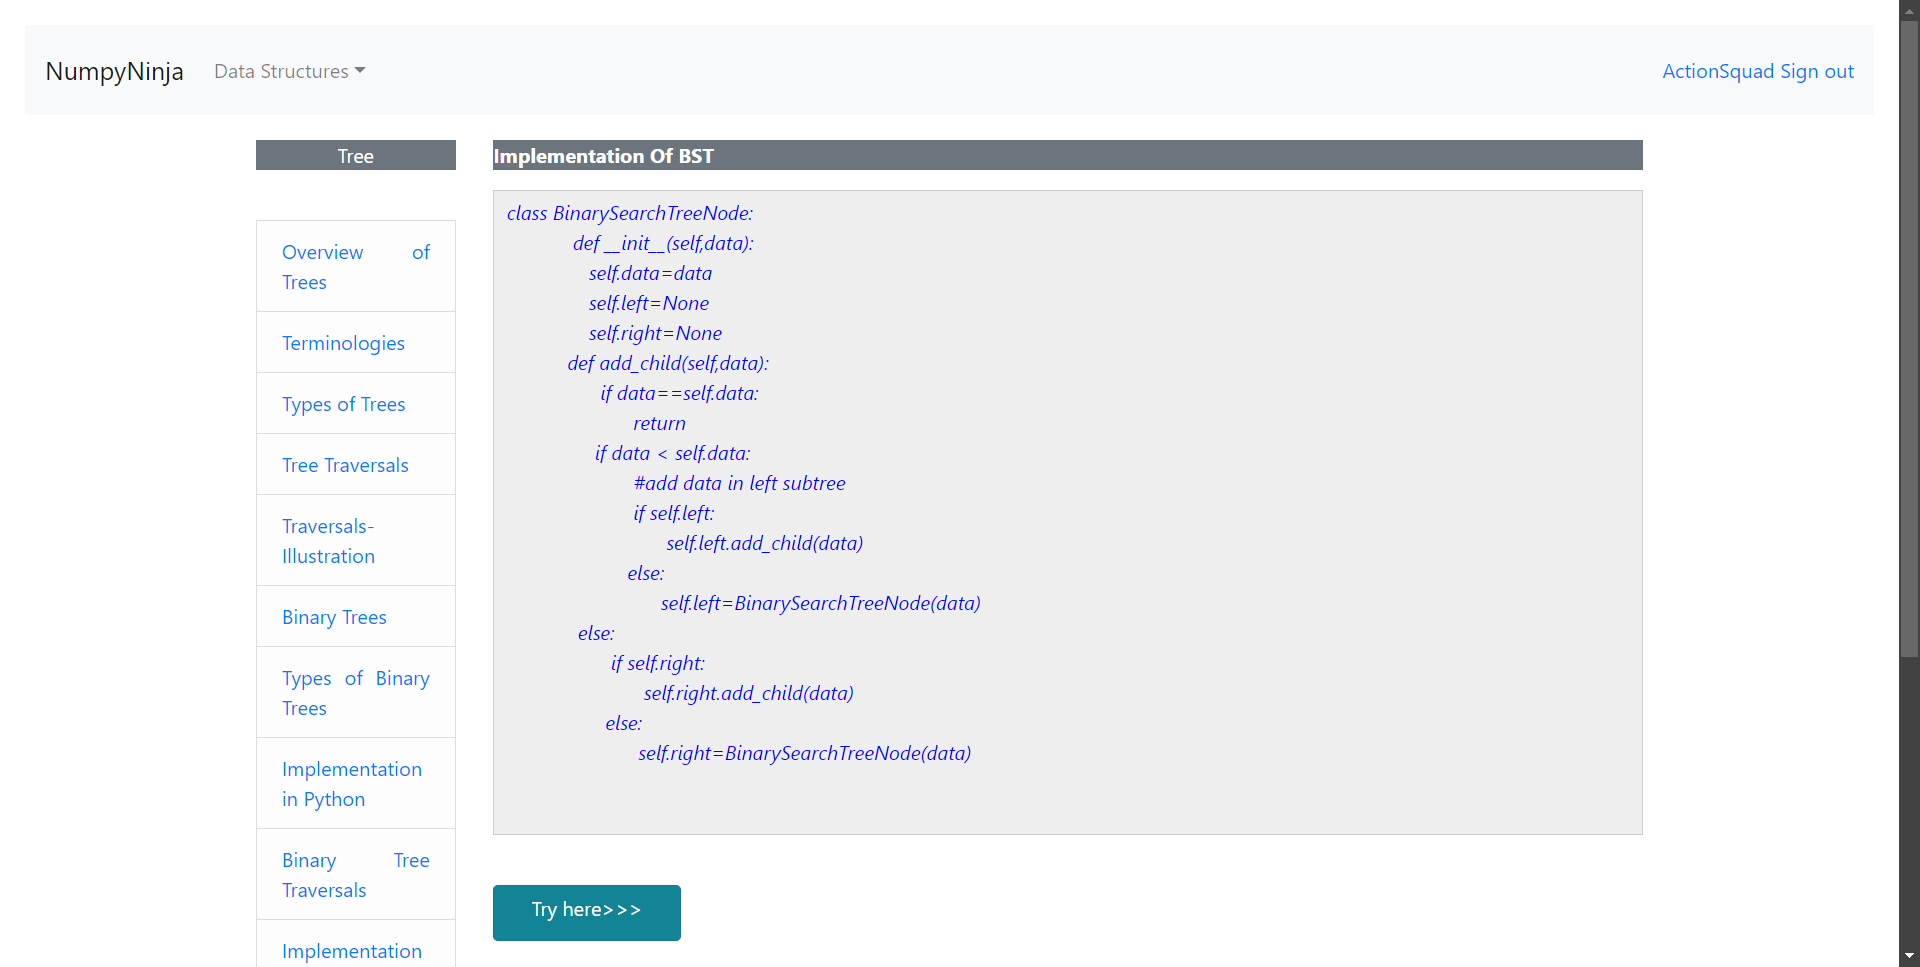 NumpyNinja Data Structures ActionSquad Sign out
Tree
Overview of
Trees
Terminologies
Types of Trees
Tree Traversals
Traversals-
Illustration
Binary Trees
Types of Binary
Trees
Implementation
in Python
Binary Tree
Traversals
Implementation
Implementation Of BST
class BinarySearchTreeNode:
def __init__(self,data):
self.data=data
self.left=None
self.right=None
def add_child(self,data):
if data==self.data:
return
if data < self.data:
#add data in left subtree
if self.left:
self.left.add_child(data)
else:
self.left=BinarySearchTreeNode(data)
else:
if self.right:
self.right.add_child(data)
else:
self.right=BinarySearchTreeNode(data)
Try here>>>